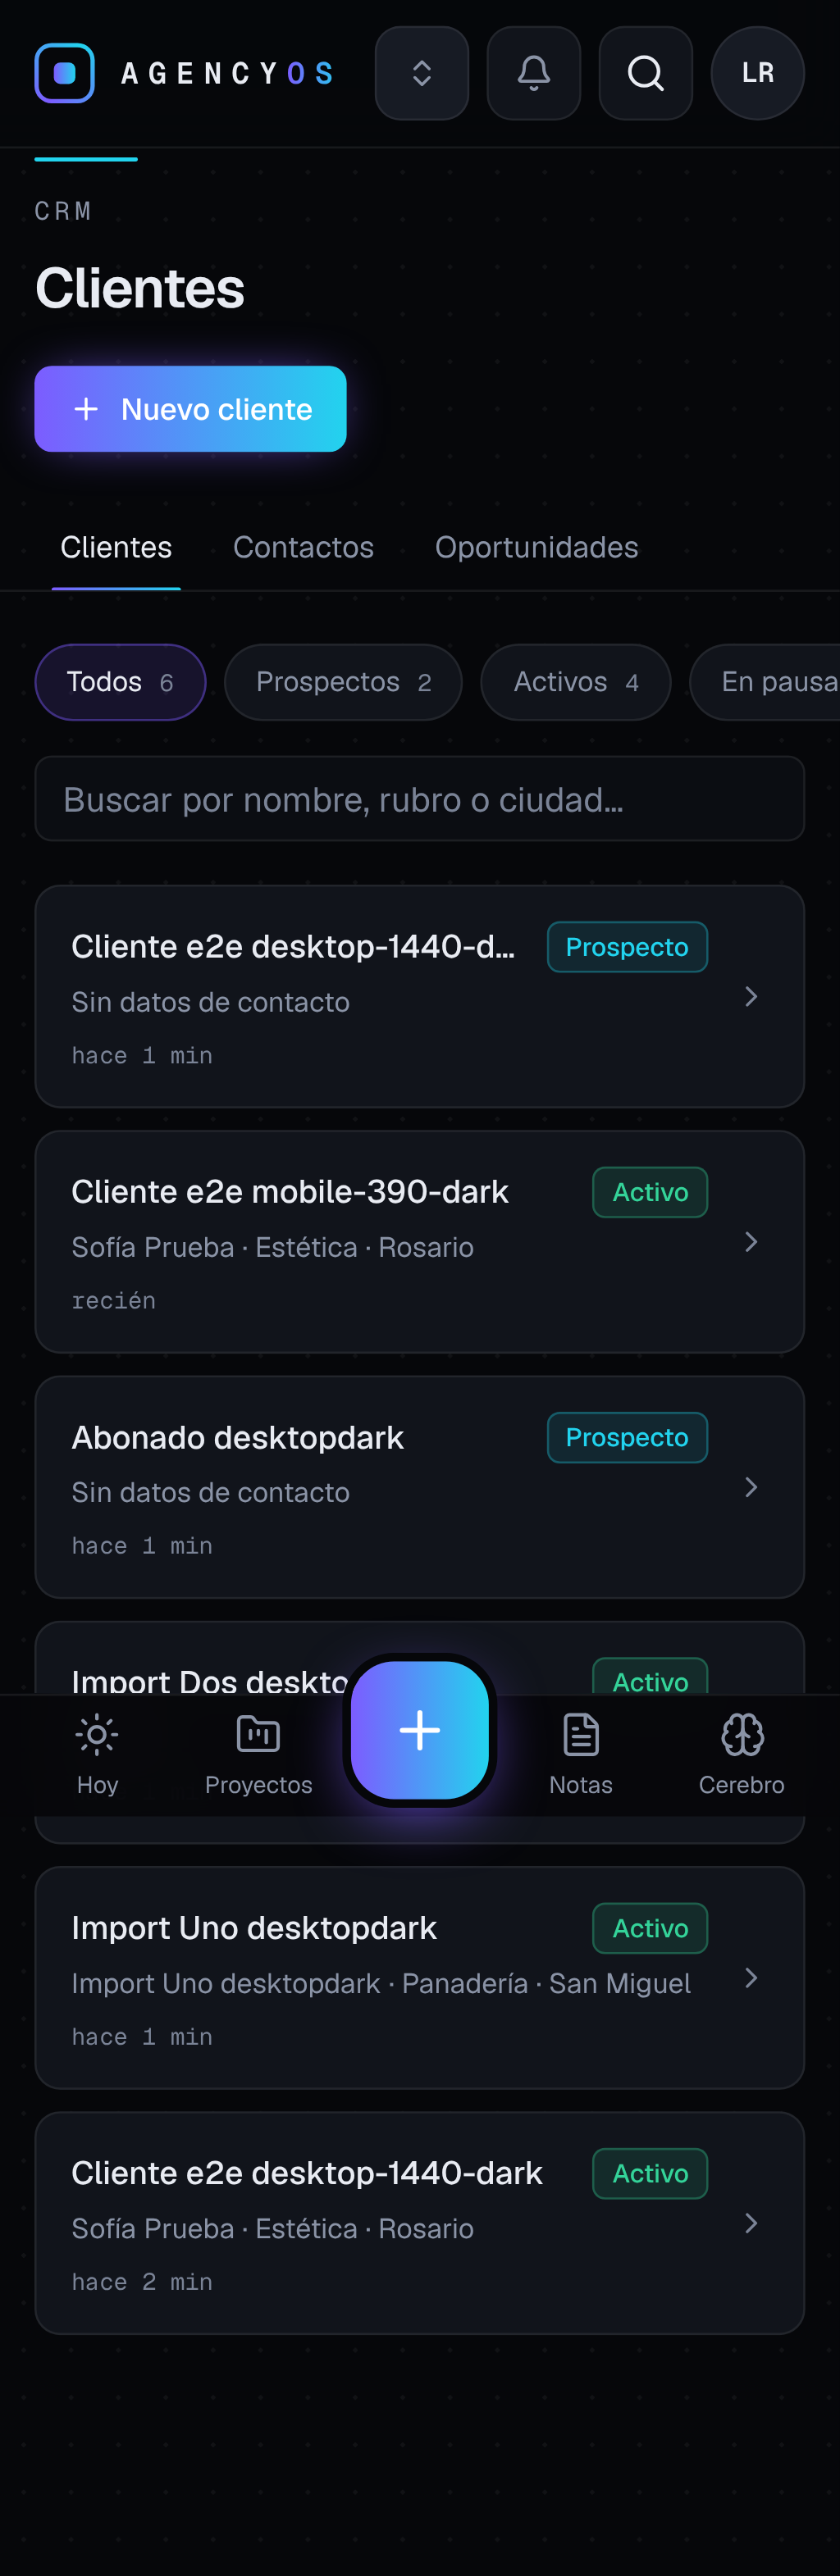 AGENCYOS
LR
CRM
Clientes
Nuevo cliente
Clientes Contactos Oportunidades
Todos 6 Prospectos 2 Activos 4 En pausa
Buscar por nombre, rubro o ciudad...
Cliente e2e desktop-1440-d... Prospecto
Sin datos de contacto
hace 1 min
Cliente e2e mobile-390-dark Activo
Sofía Prueba · Estética · Rosario
recién
Abonado desktopdark Prospecto
Sin datos de contacto
hace 1 min
Import Dos deskto Activo
Hoy Proyectos Notas Cerebro
Import Uno desktopdark Activo
Import Uno desktopdark · Panadería · San Miguel
hace 1 min
Cliente e2e desktop-1440-dark Activo
Sofía Prueba · Estética · Rosario
hace 2 min